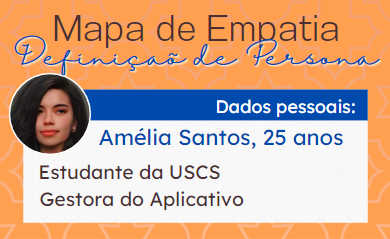 Mapa de Empatia
Definiçaõ de Persona
Dados pessoais:
Amélia Santos, 25 anos
Estudante da USCS
Gestora do Aplicativo